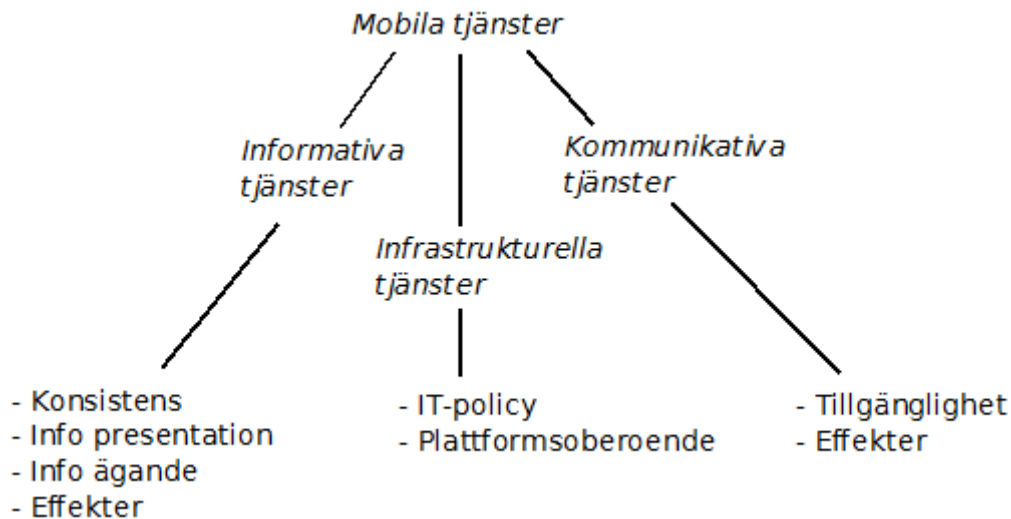 Mobila tjänster
Informativa
tjänster
Kommunikativa
tjänster
Infrastrukturella
tjänster
- Konsistens
- Info presentation
- Info ägande
- Effekter
- IT-policy
- Plattformsoberoende
- Tillgänglighet
- Effekter